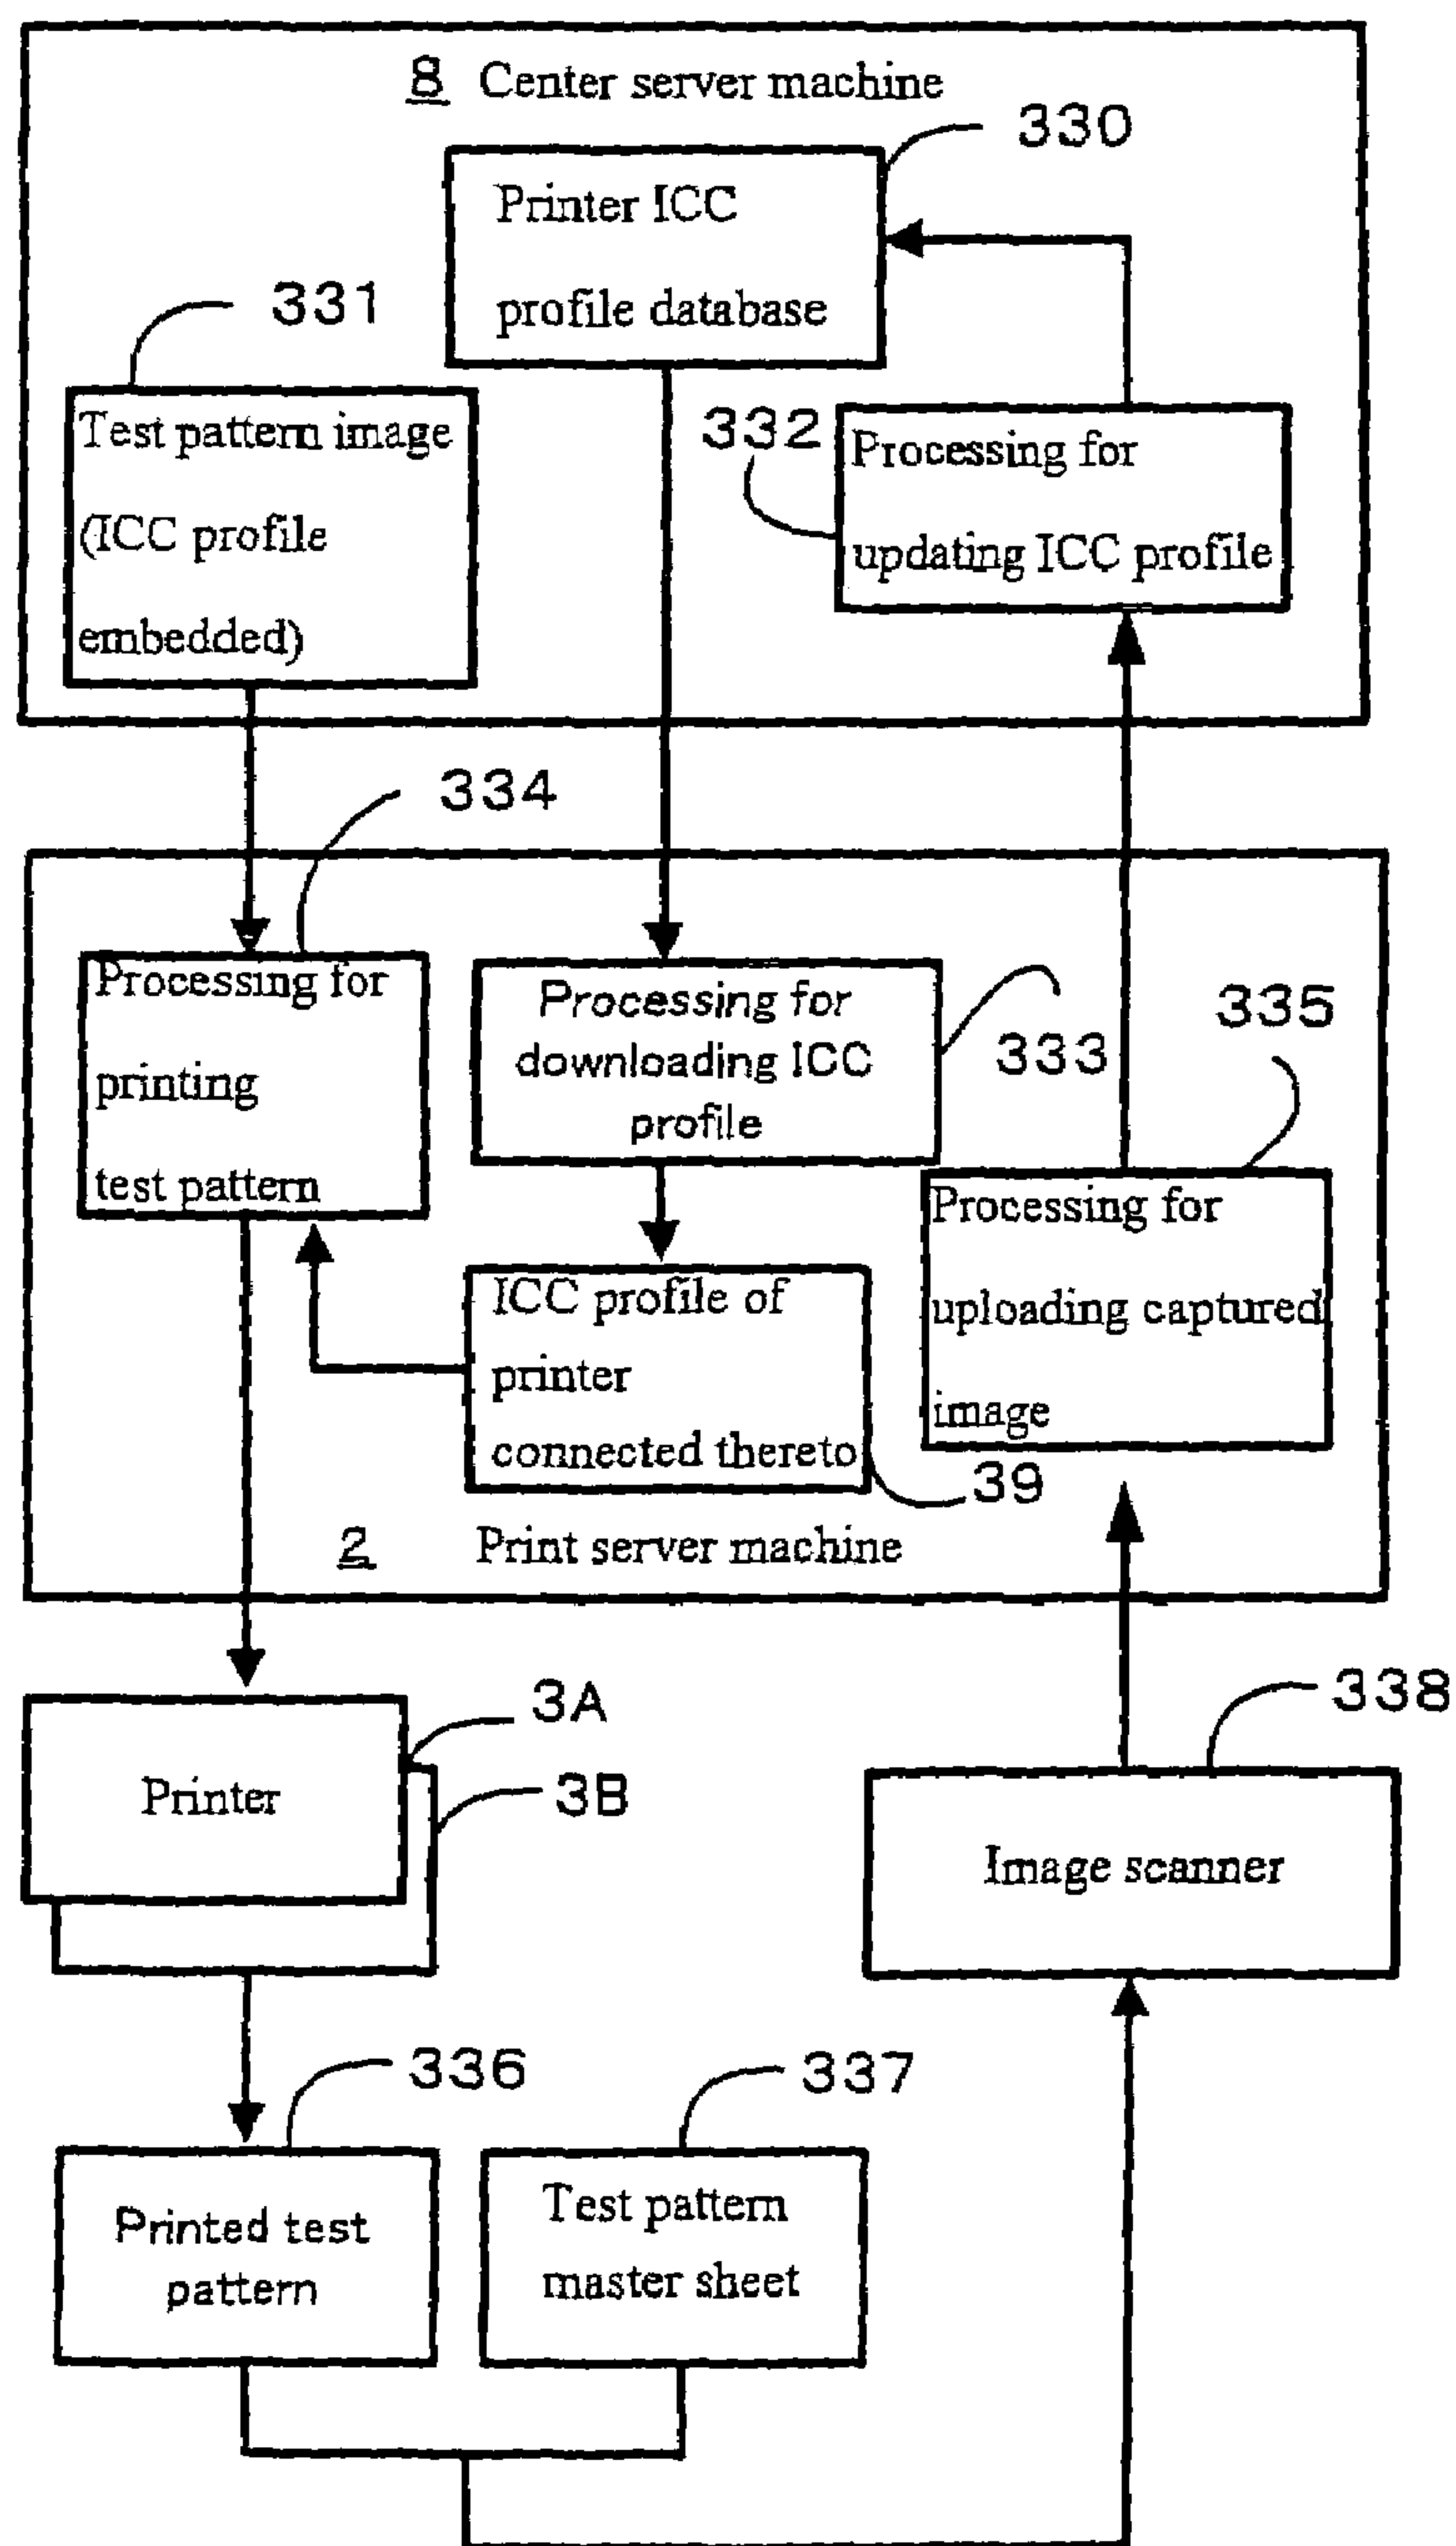 8 Center server machine
330
Printer ICC
profile database
331
Test pattern image
(ICC profile
embedded)
332
Processing for
updating ICC profile
334
Processing for
printing
test pattern
Processing for
downloading ICC
profile
333
335
Processing for
uploading captured
image
ICC profile of
printer
connected thereto
39
2 Print server machine
3A
Printer
3B
338
Image scanner
336
Printed test
pattern
337
Test pattern
master sheet